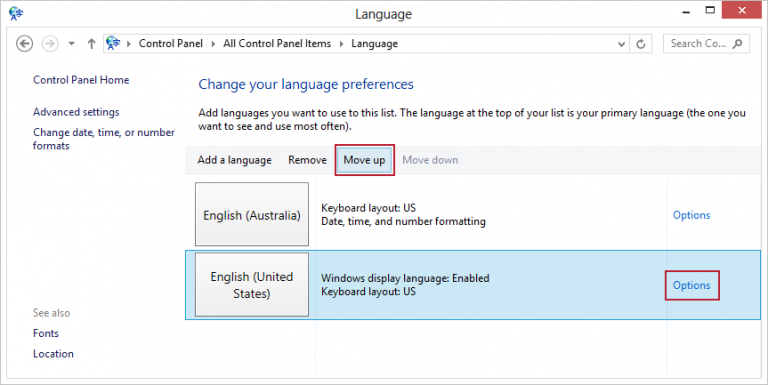 Language
Control Panel
All Control Panel Items
Language
Search Co...
Control Panel Home
Advanced settings
Change date, time, or number
formats
See also
Fonts
Location
Change your language preferences
Add languages you want to use to this list. The language at the top of your list is your primary language (the one you
want to see and use most often).
Add a language
Remove
Move up
Move down
English (Australia)
Keyboard layout: US
Date, time, and number formatting
Options
English (United
States)
Windows display language: Enabled
Keyboard layout: US
Options